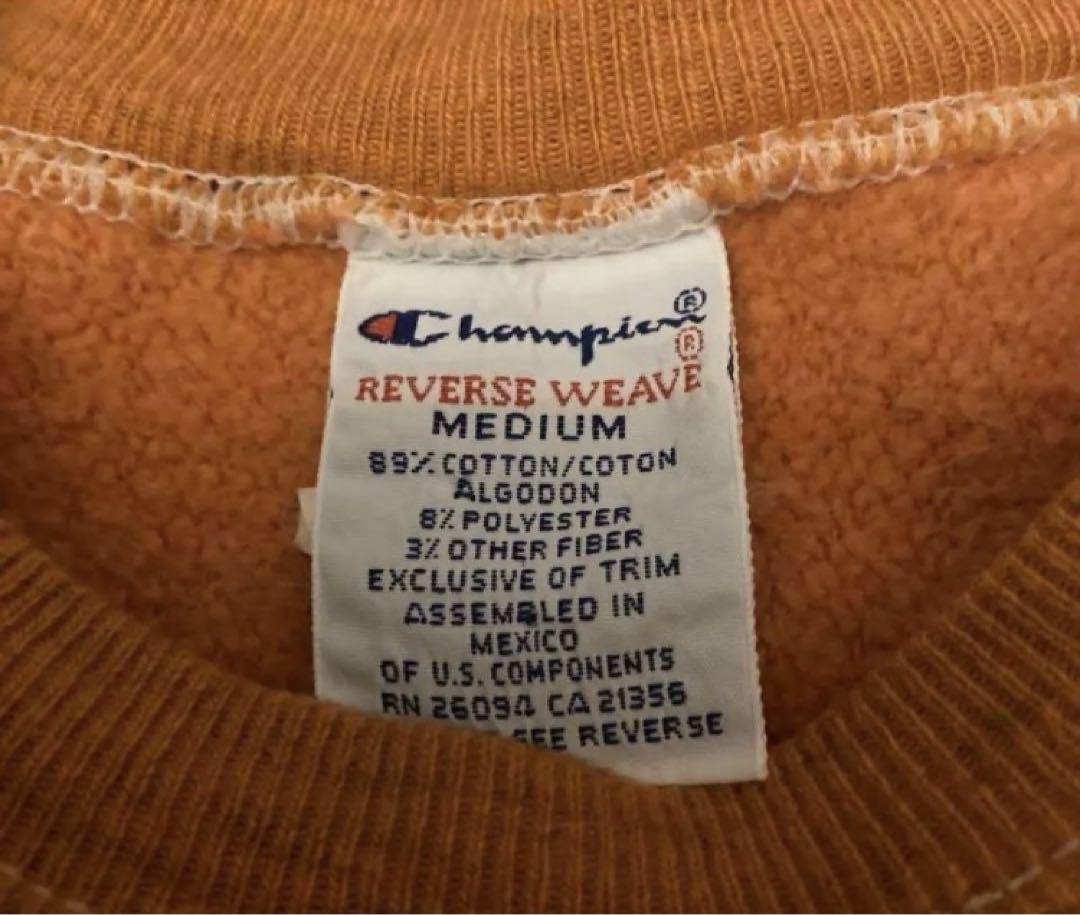 Champion®
®
REVERSE WEAVE
MEDIUM
89% COTTON/COTON
ALGODON
8% POLYESTER
3% OTHER FIBER
EXCLUSIVE OF TRIM
ASSEMBLED IN
MEXICO
OF U.S. COMPONENTS
RN 26094 CA 21356
SEE REVERSE